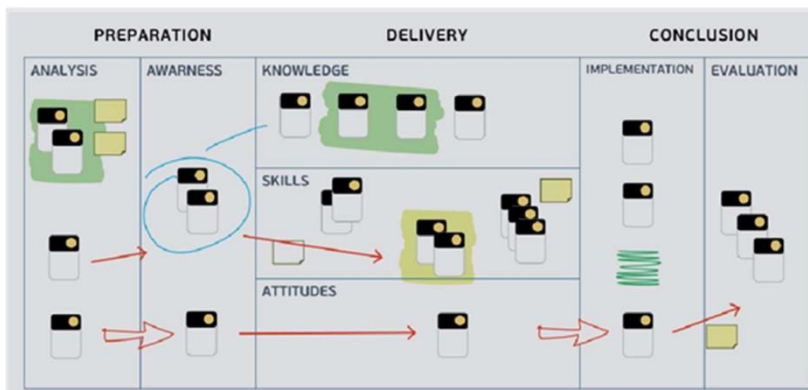 PREPARATION
DELIVERY
CONCLUSION
ANALYSIS
AWARNESS
KNOWLEDGE
IMPLEMENTATION
EVALUATION
SKILLS
ATTITUDES